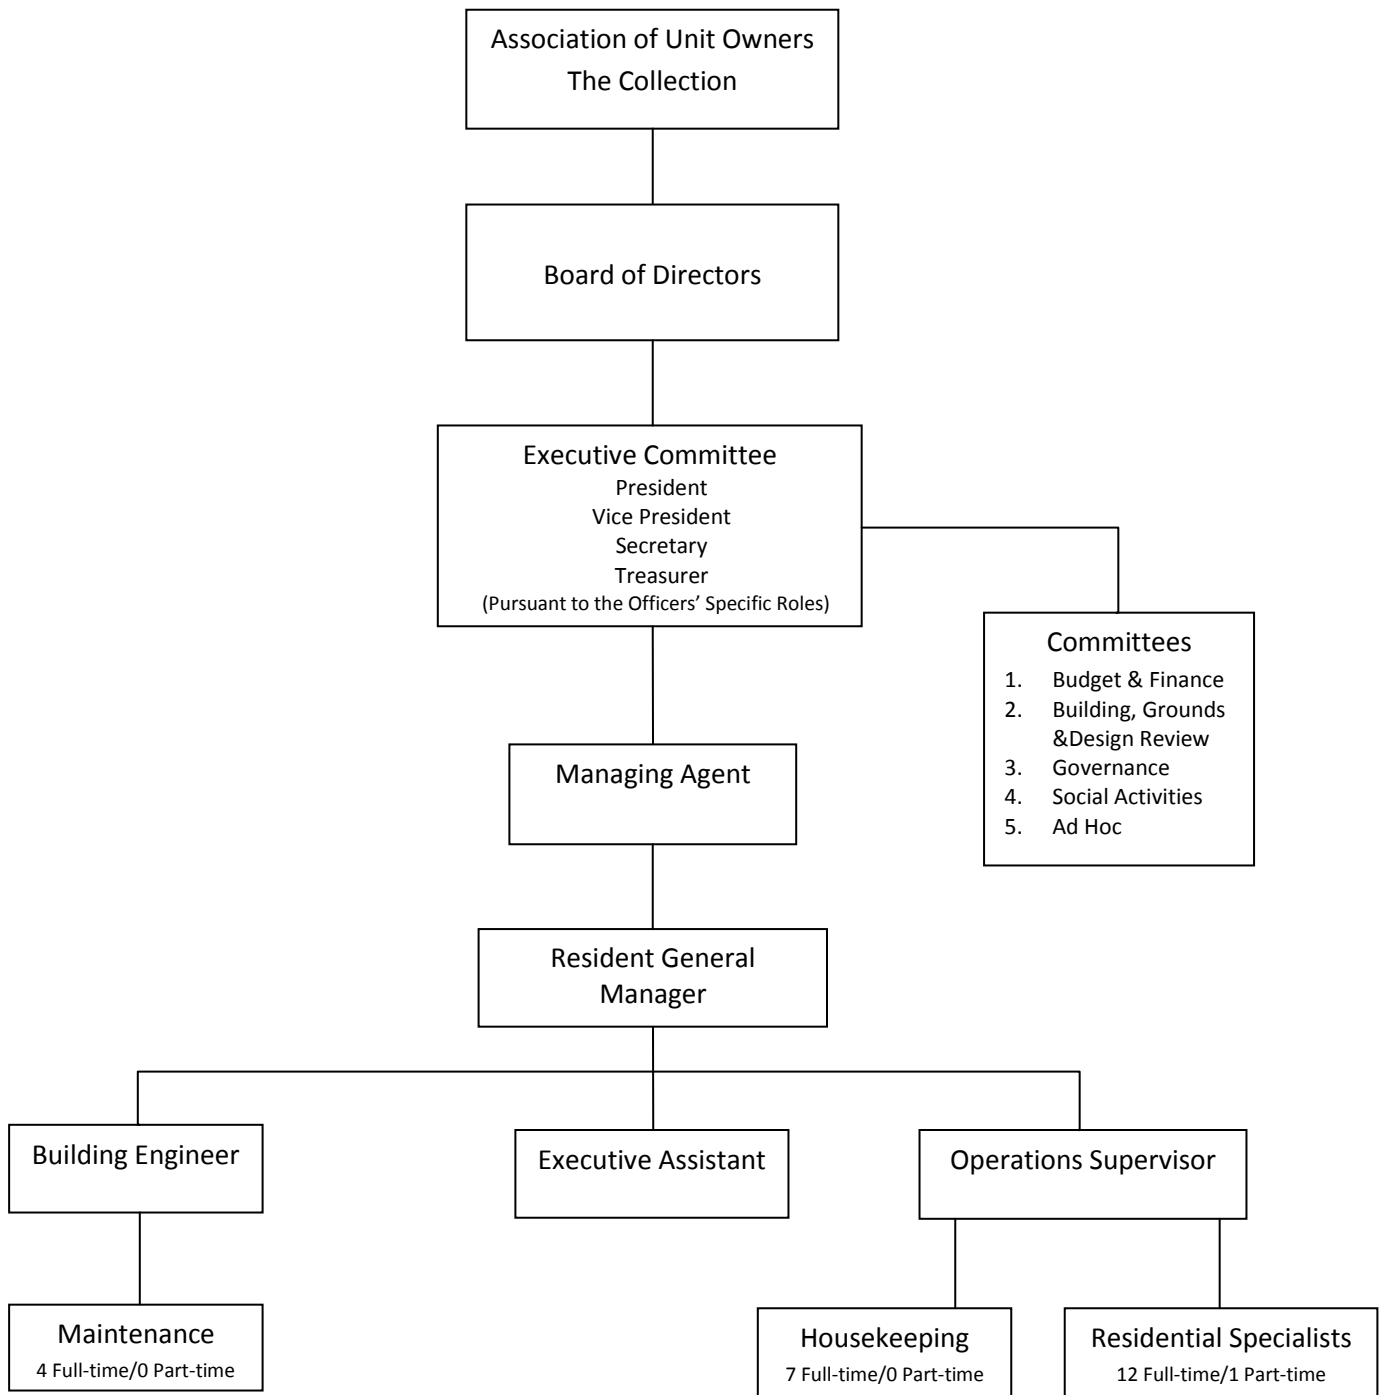 Association of Unit Owners
The Collection
Board of Directors
Executive Committee
President
Vice President
Secretary
Treasurer
(Pursuant to the Officers’ Specific Roles)
Committees
1. Budget & Finance
2. Building, Grounds
&Design Review
3. Governance
4. Social Activities
5. Ad Hoc
Managing Agent
Resident General
Manager
Building Engineer
Executive Assistant
Operations Supervisor
Maintenance
4 Full-time/0 Part-time
Housekeeping
7 Full-time/0 Part-time
Residential Specialists
12 Full-time/1 Part-time